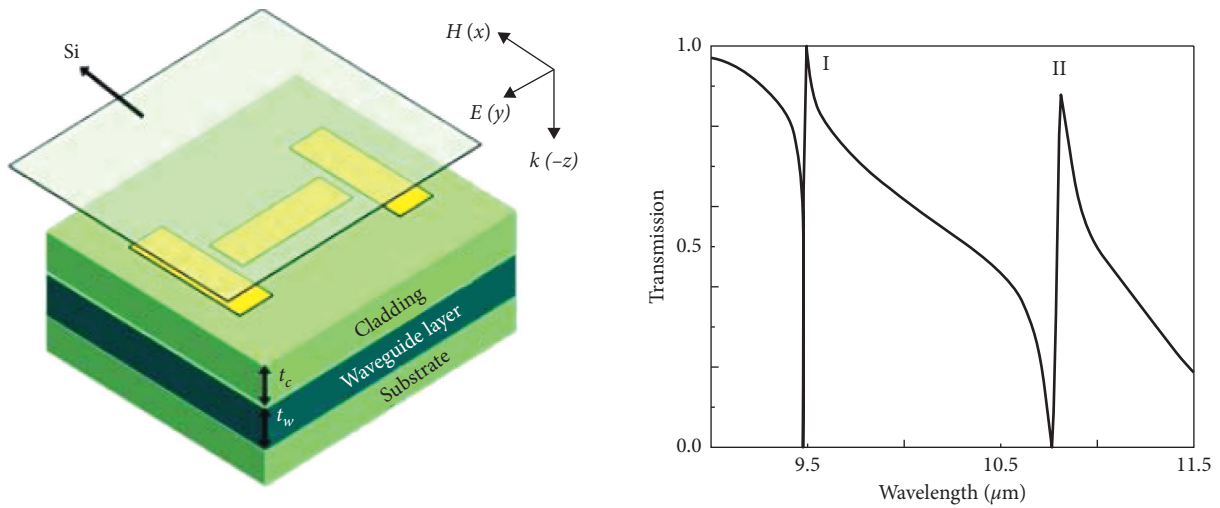 Si
H (x)
E (y)
k (–z)
Cladding
Waveguide layer
Substrate
t_c
t_w
Transmission
1.0
0.5
0.0
I
II
9.5
10.5
11.5
Wavelength (μm)